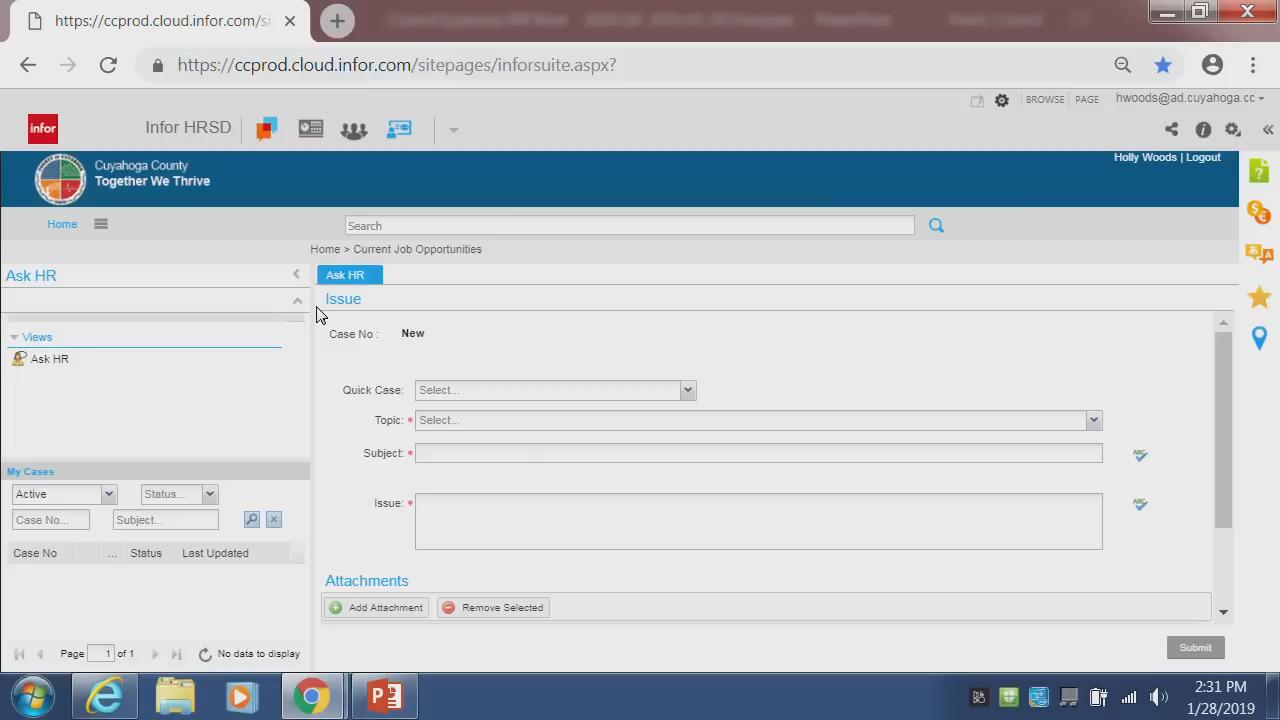 https://ccprod.cloud.infor.com/si
https://ccprod.cloud.infor.com/sitepages/inforsuite.aspx?
BROWSE PAGE hwoods@ad.cuyahoga.cc
infor Infor HRSD
Cuyahoga County
Together We Thrive
Holly Woods | Logout
Home Search
Home > Current Job Opportunities
Ask HR
Ask HR
Issue
Case No : New
Views
Ask HR
Quick Case: Select...
Topic: * Select...
Subject: *
ABC
My Cases
Active Status...
Case No... Subject...
Issue: *
ABC
Case No ... Status Last Updated
Attachments
Add Attachment Remove Selected
Page 1 of 1 No data to display
Submit
2:31 PM
1/28/2019